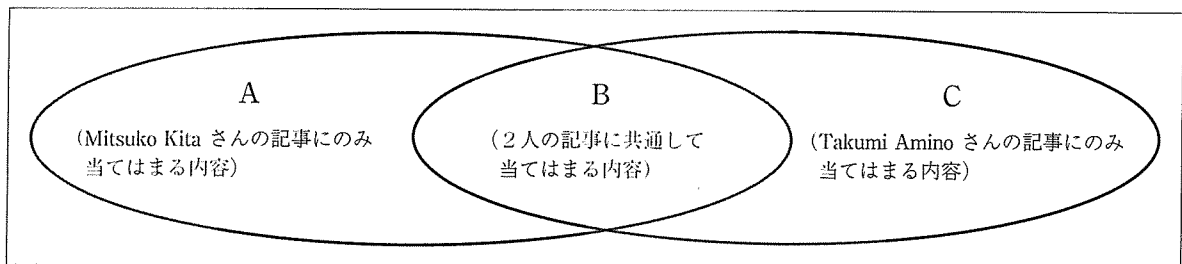 A
(Mitsuko Kita さんの記事にのみ
当てはまる内容)
B
(2人の記事に共通して
当てはまる内容)
C
(Takumi Amino さんの記事にのみ
当てはまる内容)